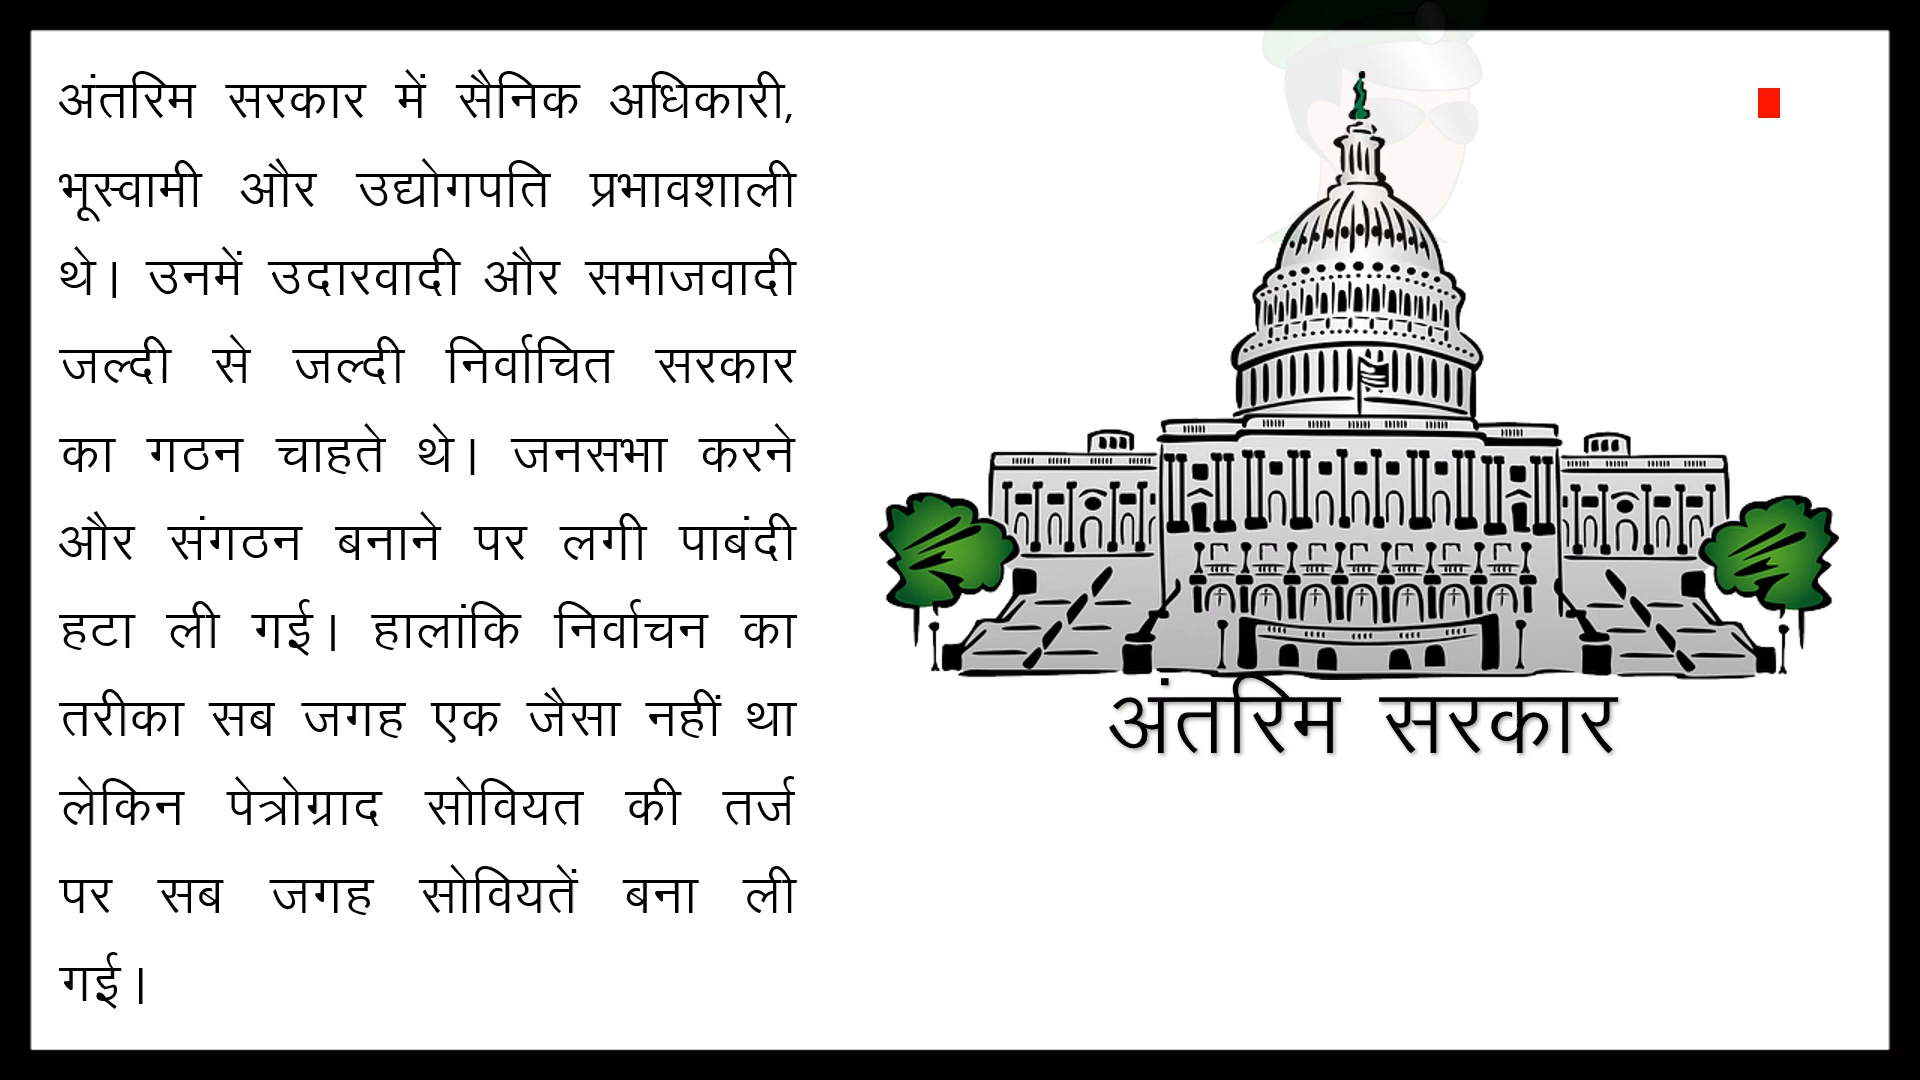 अंतरिम सरकार में सैनिक अधिकारी,
भूस्वामी और उद्योगपति प्रभावशाली
थे। उनमें उदारवादी और समाजवादी
जल्दी से जल्दी निर्वाचित सरकार
का गठन चाहते थे। जनसभा करने
और संगठन बनाने पर लगी पाबंदी
हटा ली गई। हालांकि निर्वाचन का
तरीका सब जगह एक जैसा नहीं था
लेकिन पेत्रोग्राद सोवियत की तर्ज
पर सब जगह सोवियतें बना ली
गई।
अंतरिम सरकार